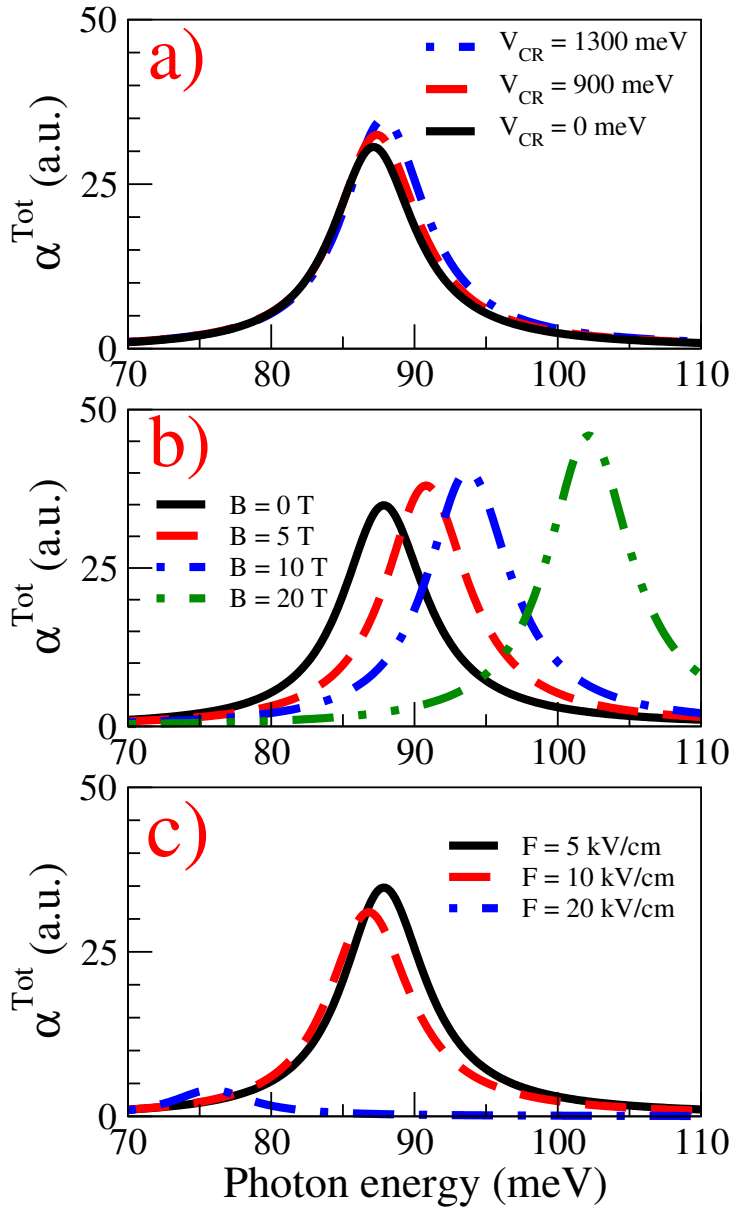 50
a)
V_CR = 1300 meV
V_CR = 900 meV
V_CR = 0 meV
α^Tot (a.u.)
25
0
70 80 90 100 110
50
b)
B = 0 T
B = 5 T
B = 10 T
B = 20 T
α^Tot (a.u.)
25
0
70 80 90 100 110
50
c)
F = 5 kV/cm
F = 10 kV/cm
F = 20 kV/cm
α^Tot (a.u.)
25
0
70 80 90 100 110
Photon energy (meV)